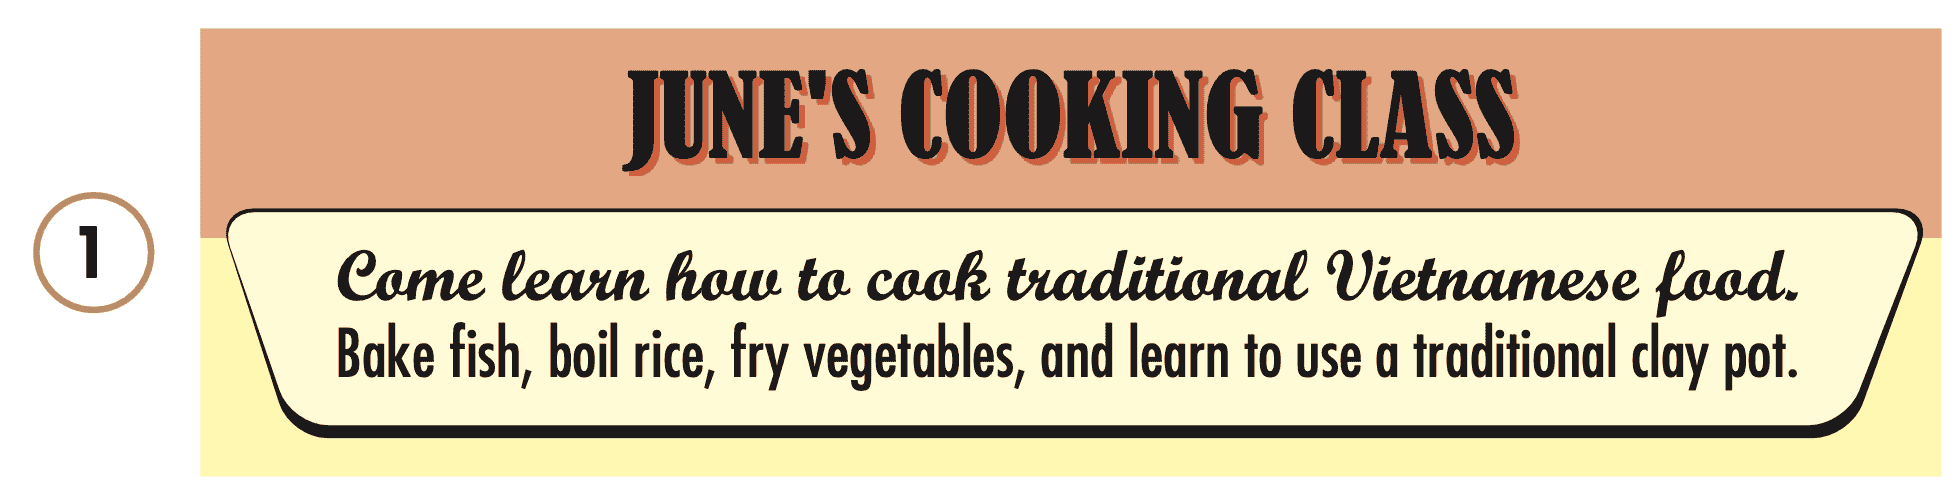 JUNE'S COOKING CLASS
1
Come learn how to cook traditional Vietnamese food.
Bake fish, boil rice, fry vegetables, and learn to use a traditional clay pot.